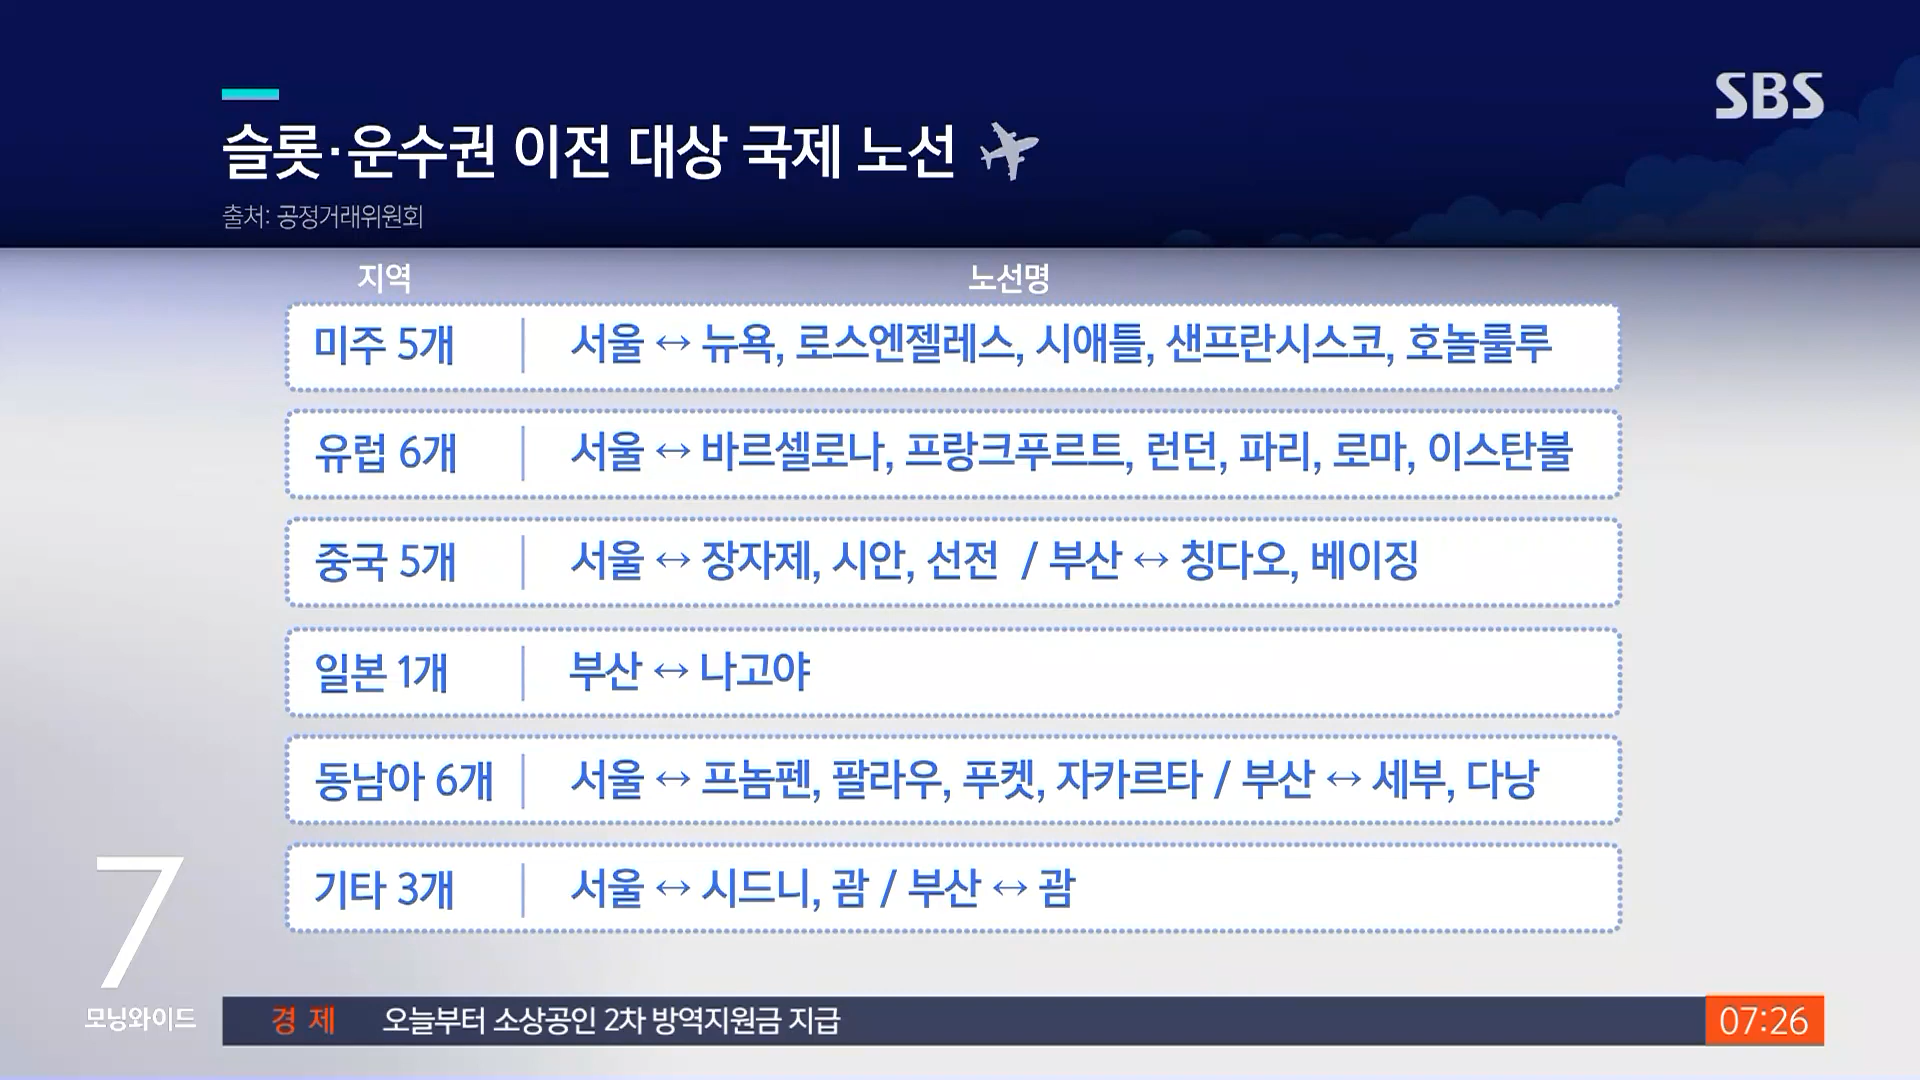 SBS
슬롯·운수권 이전 대상 국제 노선
출처: 공정거래위원회
지역 노선명
미주 5개 서울 ↔ 뉴욕, 로스엔젤레스, 시애틀, 샌프란시스코, 호놀룰루
유럽 6개 서울 ↔ 바르셀로나, 프랑크푸르트, 런던, 파리, 로마, 이스탄불
중국 5개 서울 ↔ 장자제, 시안, 선전 / 부산 ↔ 칭다오, 베이징
일본 1개 부산 ↔ 나고야
동남아 6개 서울 ↔ 프놈펜, 팔라우, 푸켓, 자카르타 / 부산 ↔ 세부, 다낭
기타 3개 서울 ↔ 시드니, 괌 / 부산 ↔ 괌
7
모닝와이드
경제 오늘부터 소상공인 2차 방역지원금 지급 07:26